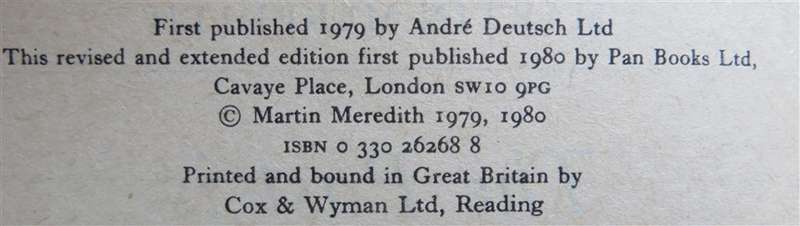 First published 1979 by André Deutsch Ltd
This revised and extended edition first published 1980 by Pan Books Ltd,
Cavaye Place, London SW10 9PG
© Martin Meredith 1979, 1980
ISBN 0 330 26268 8
Printed and bound in Great Britain by
Cox & Wyman Ltd, Reading